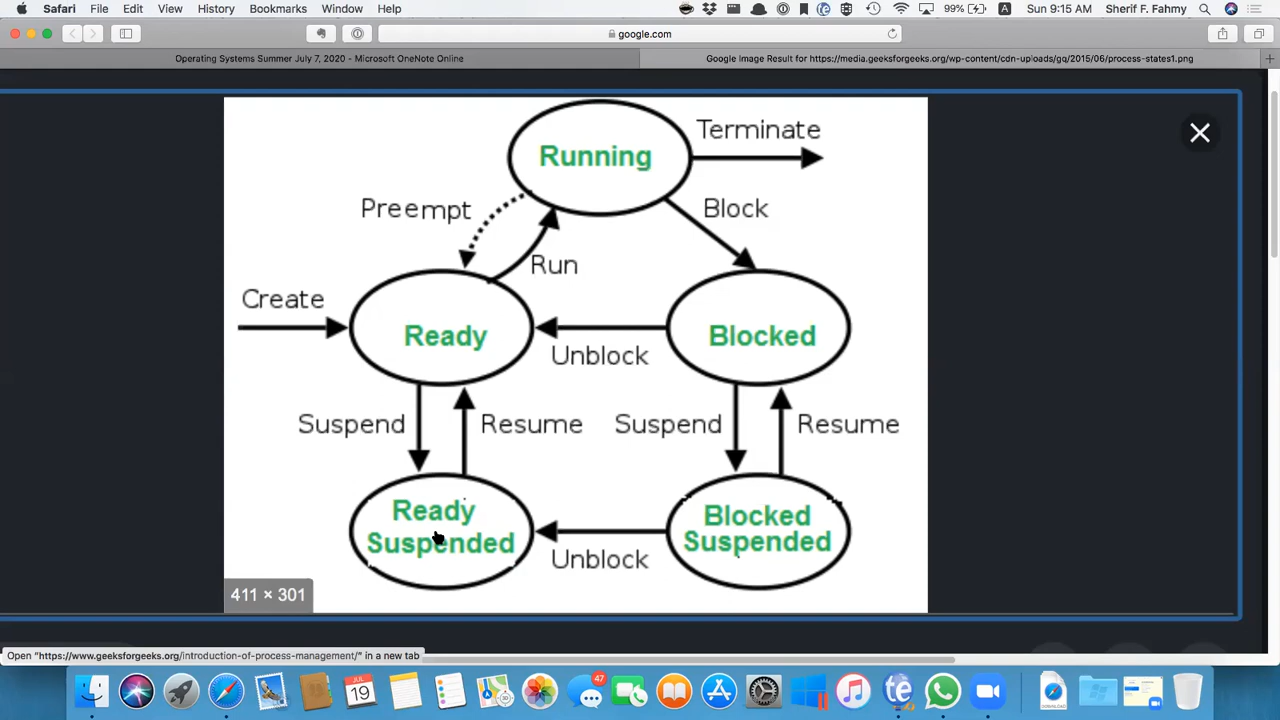 Safari File Edit View History Bookmarks Window Help 99% A Sun 9:15 AM Sherif F. Fahmy
google.com
Operating Systems Summer July 7, 2020 - Microsoft OneNote Online
Google Image Result for https://media.geeksforgeeks.org/wp-content/cdn-uploads/gq/2015/06/process-states1.png
Terminate
Running
Preempt
Block
Run
Create
Ready
Blocked
Unblock
Suspend
Resume
Suspend
Resume
Ready
Suspended
Blocked
Suspended
Unblock
411 × 301
Open "https://www.geeksforgeeks.org/introduction-of-process-management/" in a new tab
JUL
19
47
te